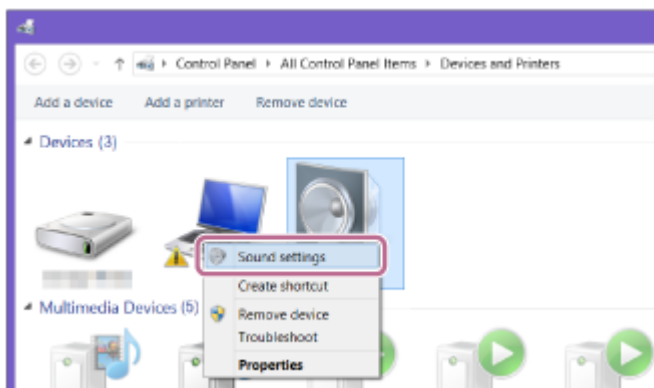 Control Panel ▸ All Control Panel Items ▸ Devices and Printers
Add a device Add a printer Remove device
Devices (3)
Sound settings
Create shortcut
Multimedia Devices (5)
Remove device
Troubleshoot
Properties